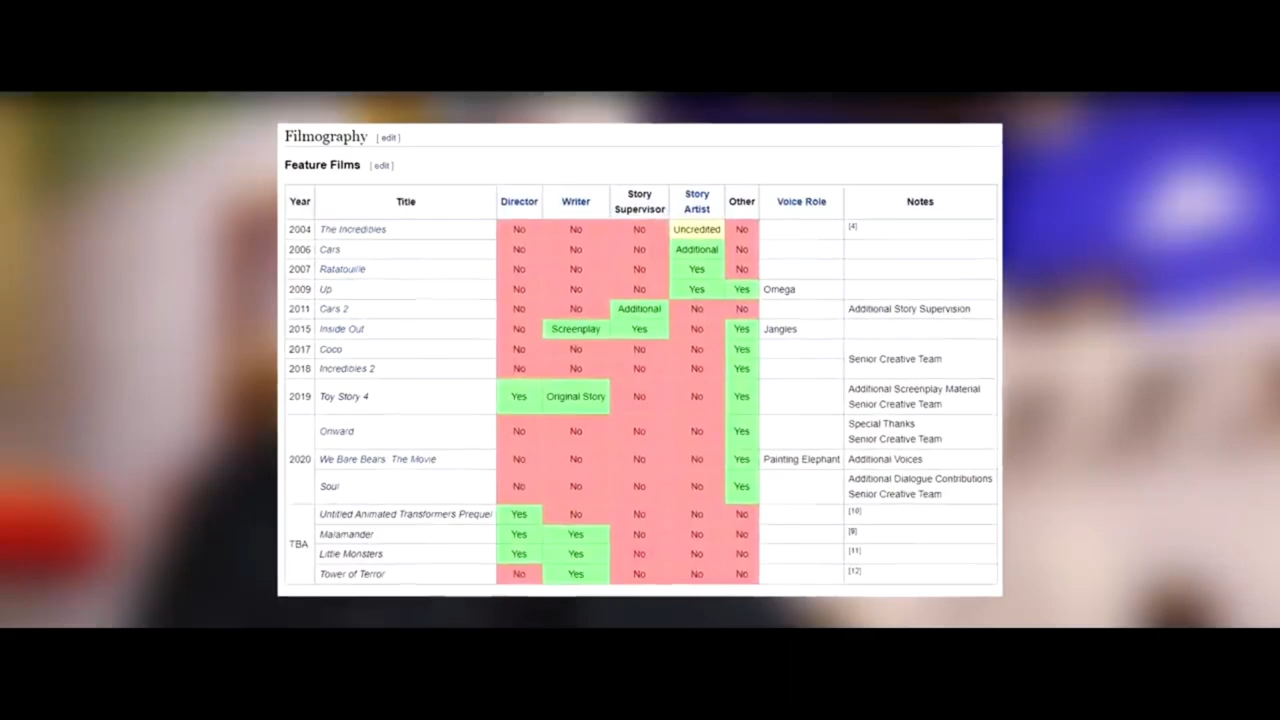 Filmography [ edit ]
Feature Films [ edit ]
Year Title Director Writer Story Supervisor Story Artist Other Voice Role Notes
2004 The Incredibles No No No Uncredited No [4]
2006 Cars No No No Additional No
2007 Ratatouille No No No Yes No
2009 Up No No No Yes Yes Omega
2011 Cars 2 No No Additional No No Additional Story Supervision
2015 Inside Out No Screenplay Yes No Yes Jangles
2017 Coco No No No No Yes Senior Creative Team
2018 Incredibles 2 No No No No Yes
2019 Toy Story 4 Yes Original Story No No Yes Additional Screenplay Material
Senior Creative Team
2020 Onward No No No No Yes Special Thanks
Senior Creative Team
We Bare Bears The Movie No No No No Yes Painting Elephant Additional Voices
Soul No No No No Yes Additional Dialogue Contributions
Senior Creative Team
TBA Untitled Animated Transformers Prequel Yes No No No No [10]
Malamander Yes Yes No No No [9]
Little Monsters Yes Yes No No No [11]
Tower of Terror No Yes No No No [12]